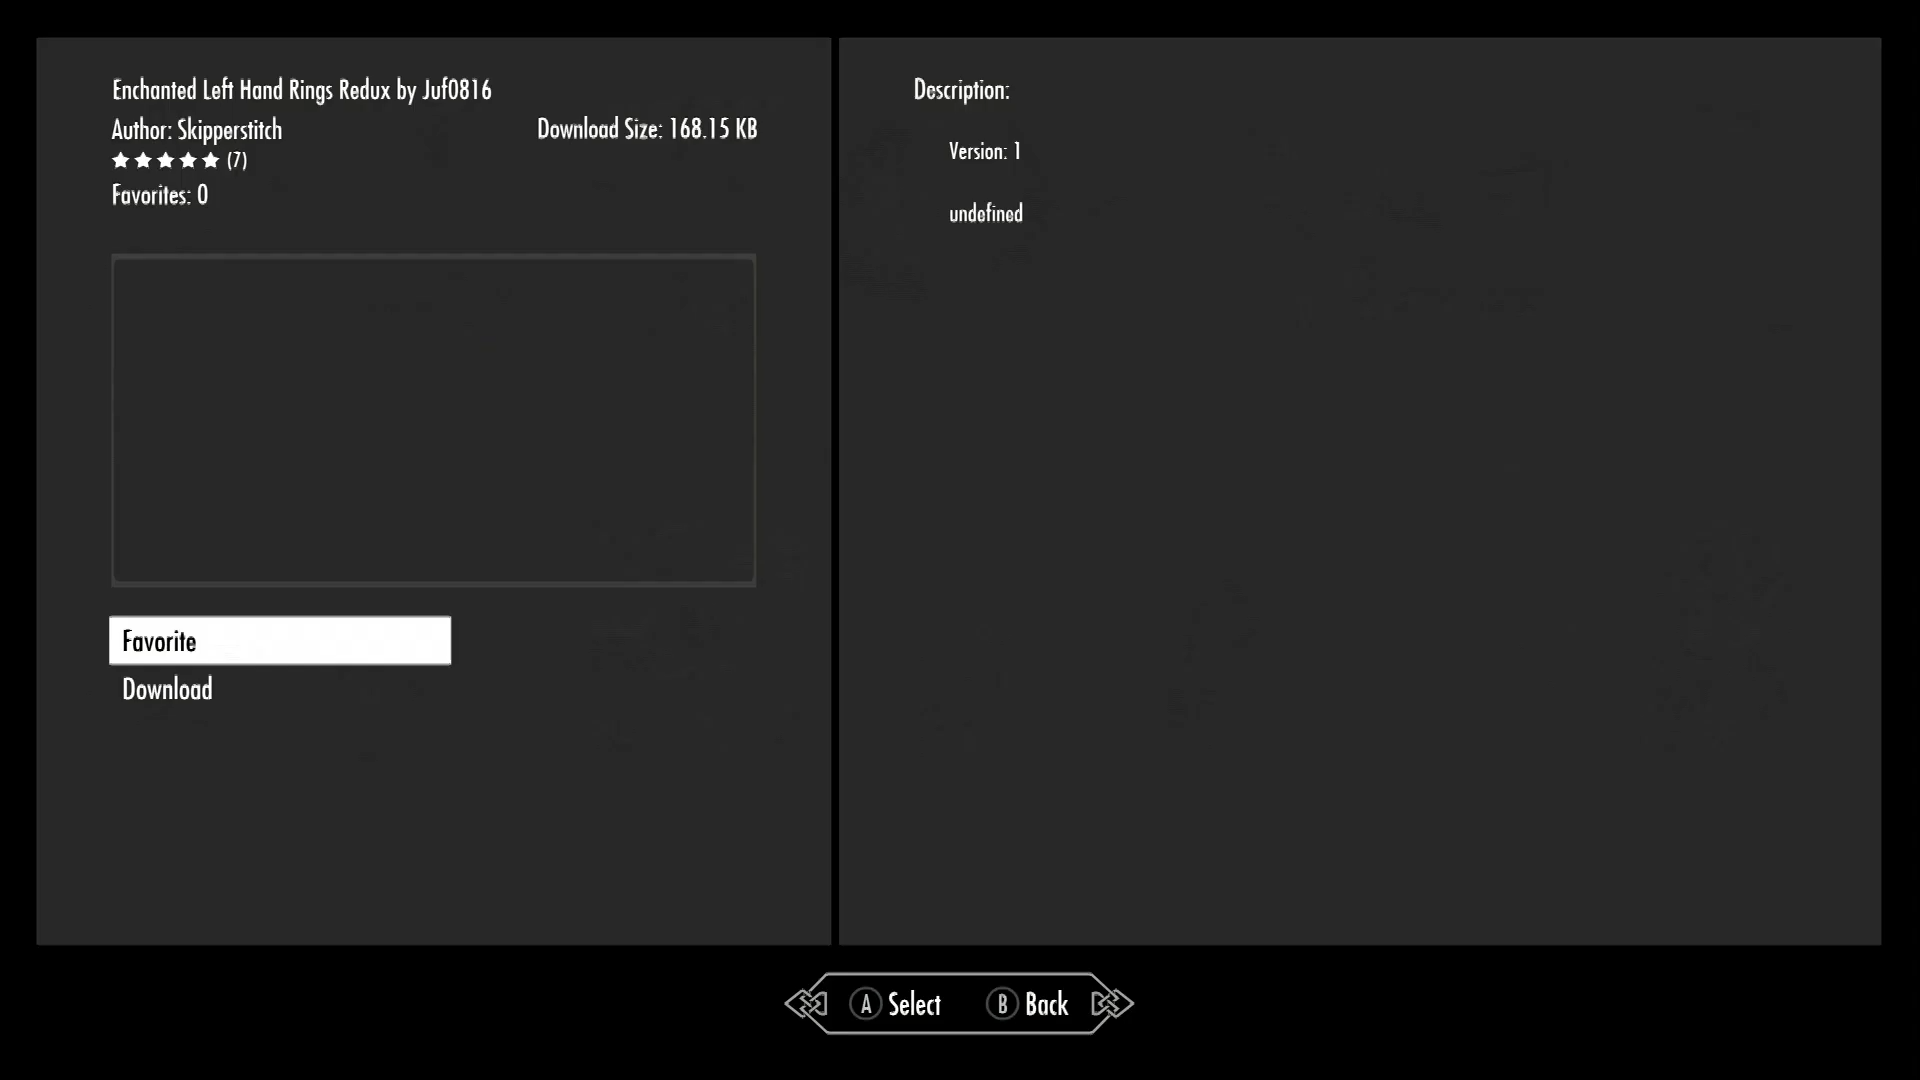 Enchanted Left Hand Rings Redux by Juf0816
Author: Skipperstitch
Download Size: 168.15 KB
(7)
Favorites: 0
Favorite
Download
Description:
Version: 1
undefined
A Select
B Back